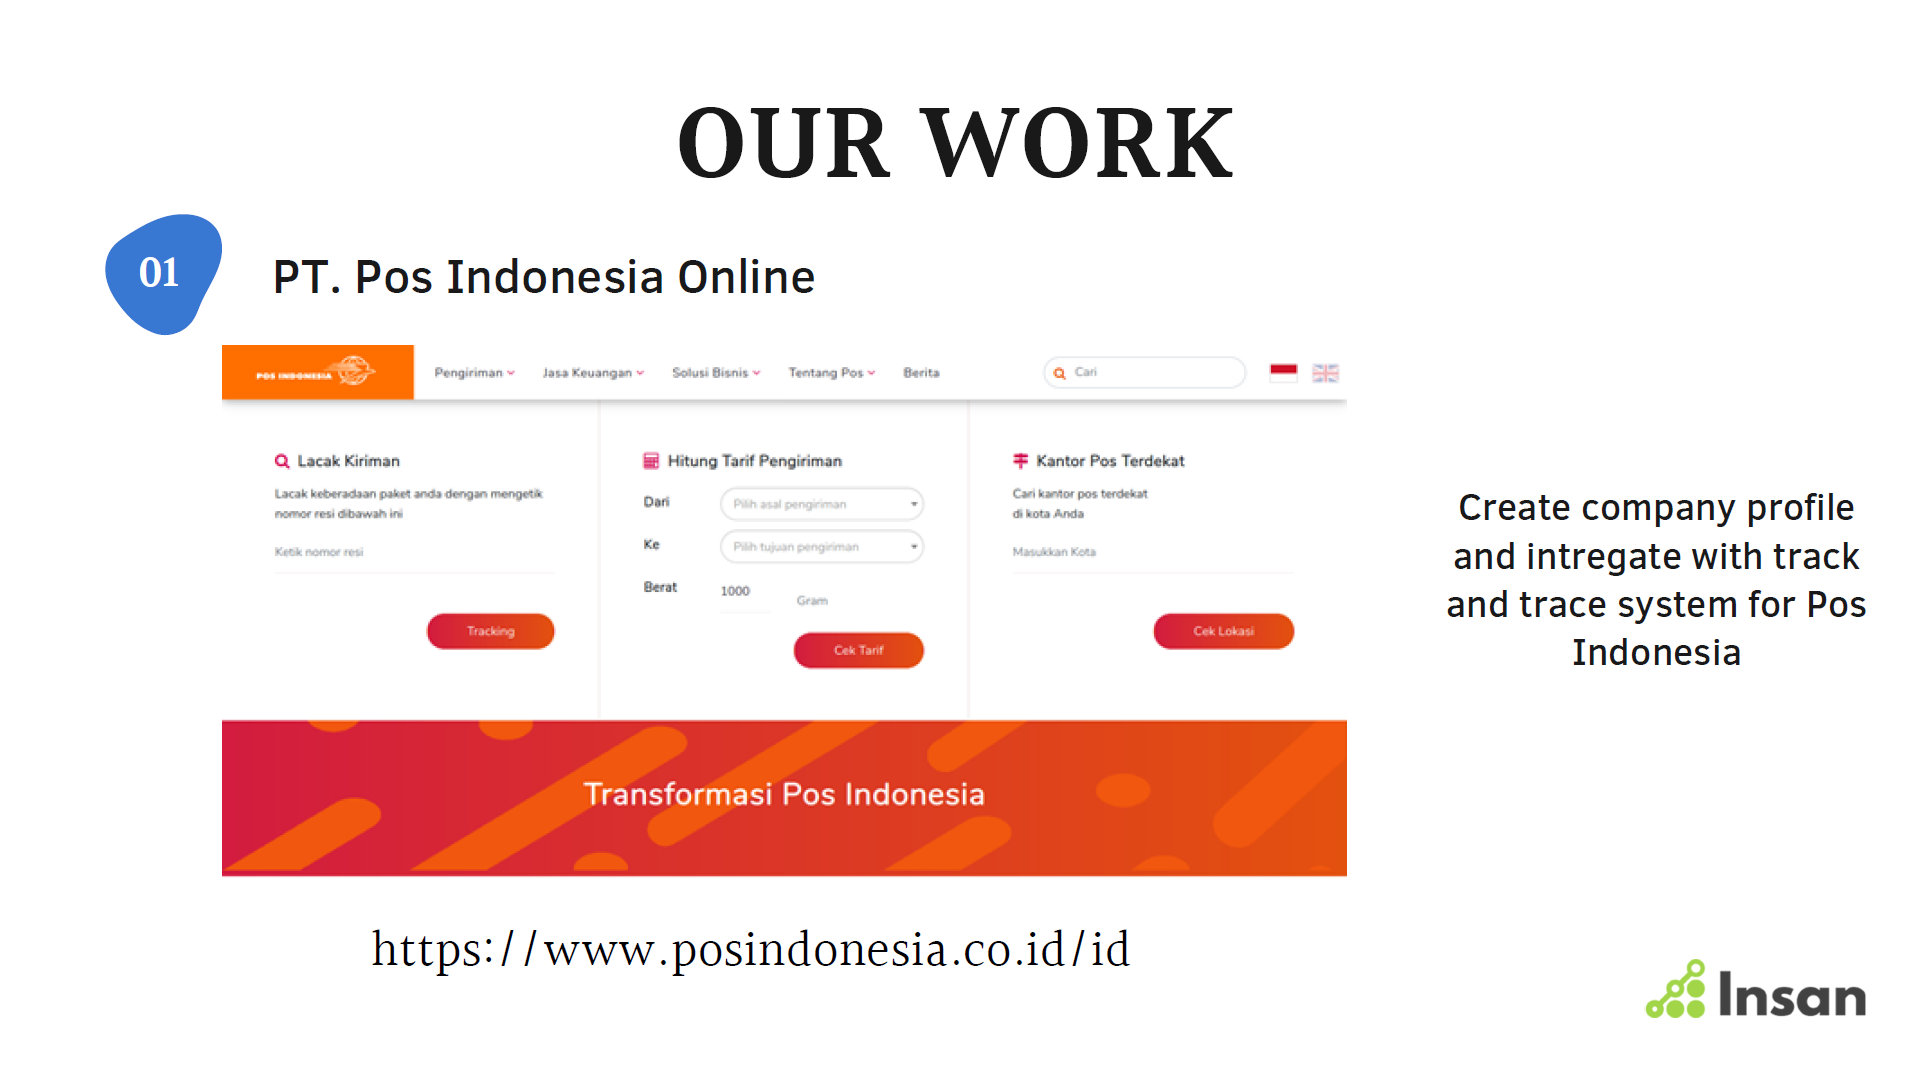 OUR WORK
01
PT. Pos Indonesia Online
POS INDONESIA
Pengiriman
Jasa Keuangan
Solusi Bisnis
Tentang Pos
Berita
Cari
Lacak Kiriman
Lacak keberadaan paket anda dengan mengetik
nomor resi dibawah ini
Ketik nomor resi
Tracking
Hitung Tarif Pengiriman
Dari
Pilih asal pengiriman
Ke
Pilih tujuan pengiriman
Berat
1000
Gram
Cek Tarif
Kantor Pos Terdekat
Cari kantor pos terdekat
di kota Anda
Masukkan Kota
Cek Lokasi
Transformasi Pos Indonesia
Create company profile
and intregate with track
and trace system for Pos
Indonesia
https://www.posindonesia.co.id/id
Insan